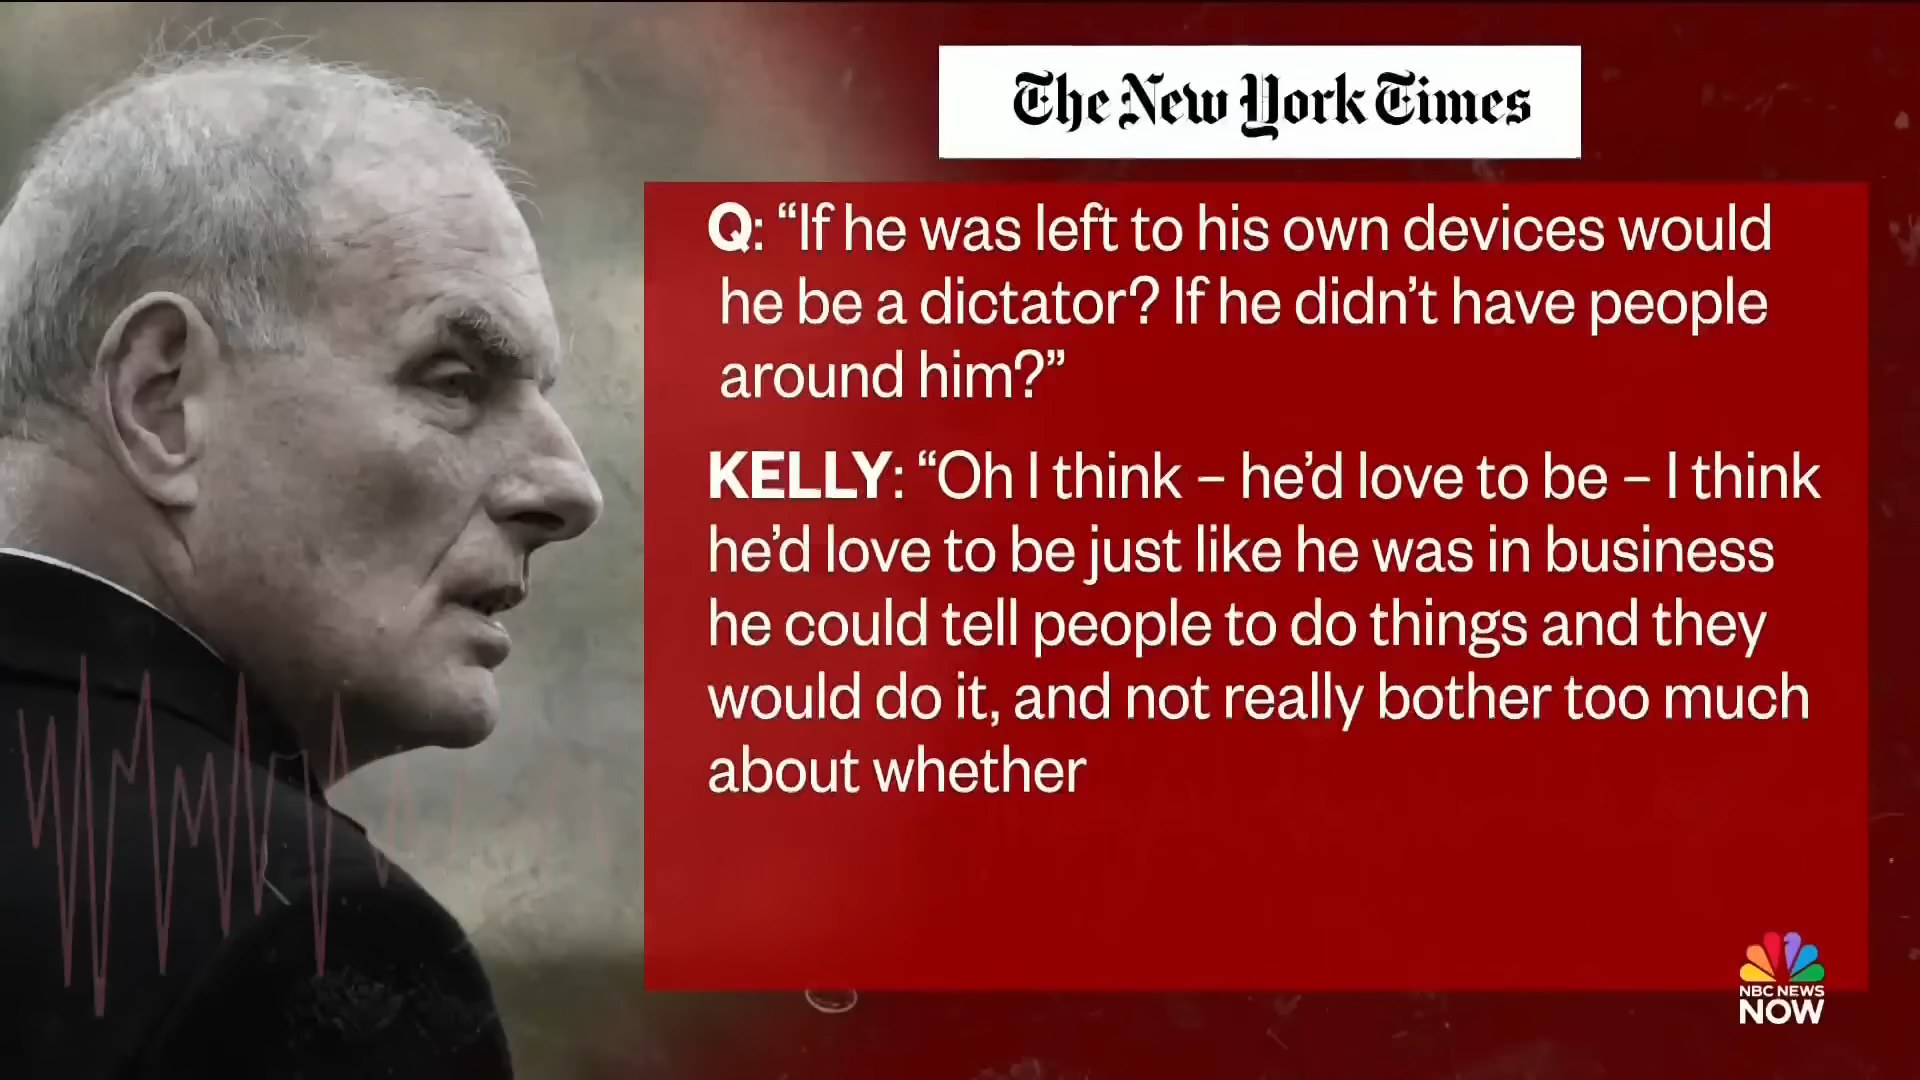 The New York Times
Q: “If he was left to his own devices would
he be a dictator? If he didn’t have people
around him?”
KELLY: “Oh I think – he’d love to be – I think
he’d love to be just like he was in business
he could tell people to do things and they
would do it, and not really bother too much
about whether
NBC NEWS
NOW